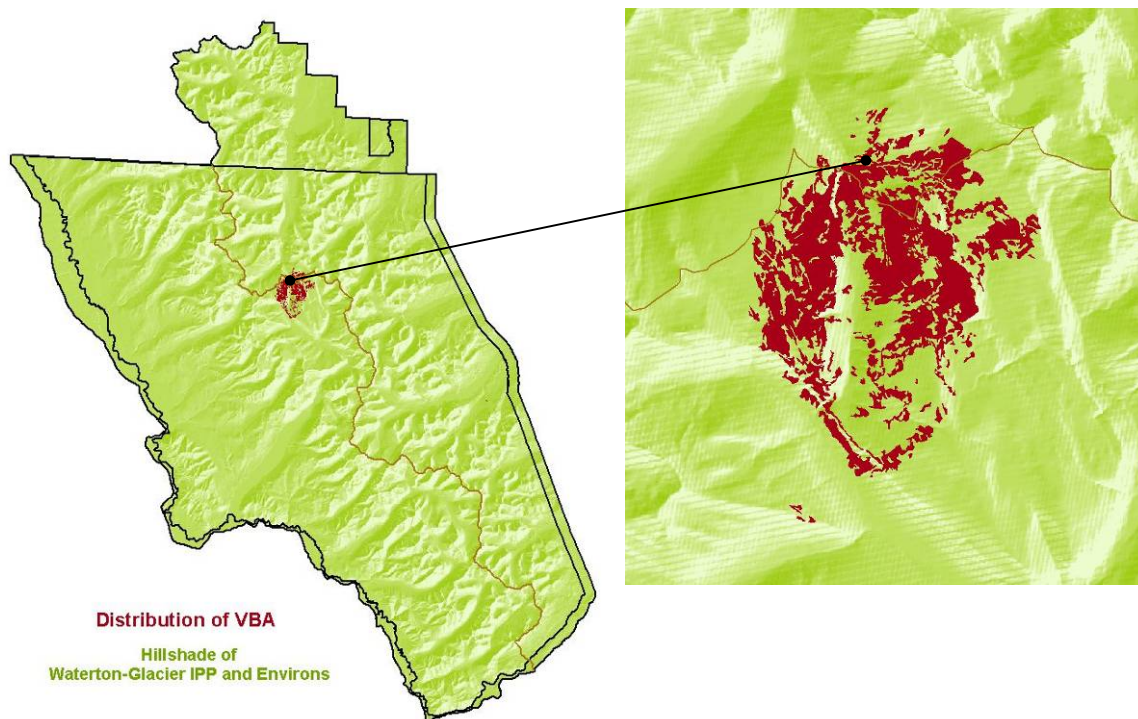 Distribution of VBA
Hillshade of
Waterton-Glacier IPP and Environs